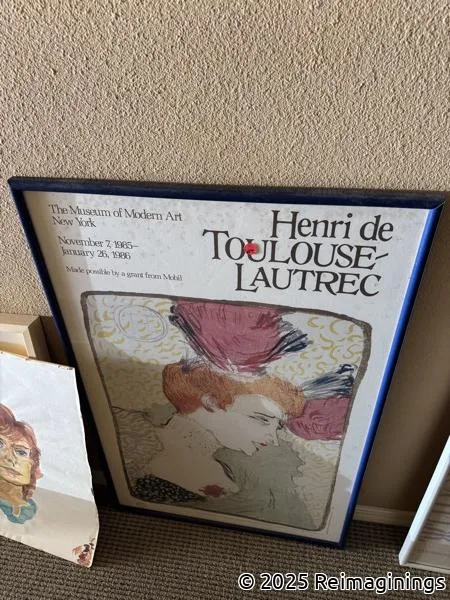 The Museum of Modern Art
New York
November 7, 1985–
January 26, 1986
Made possible by a grant from Mobil
Henri de
TOULOUSE-
LAUTREC
© 2025 Reimaginings